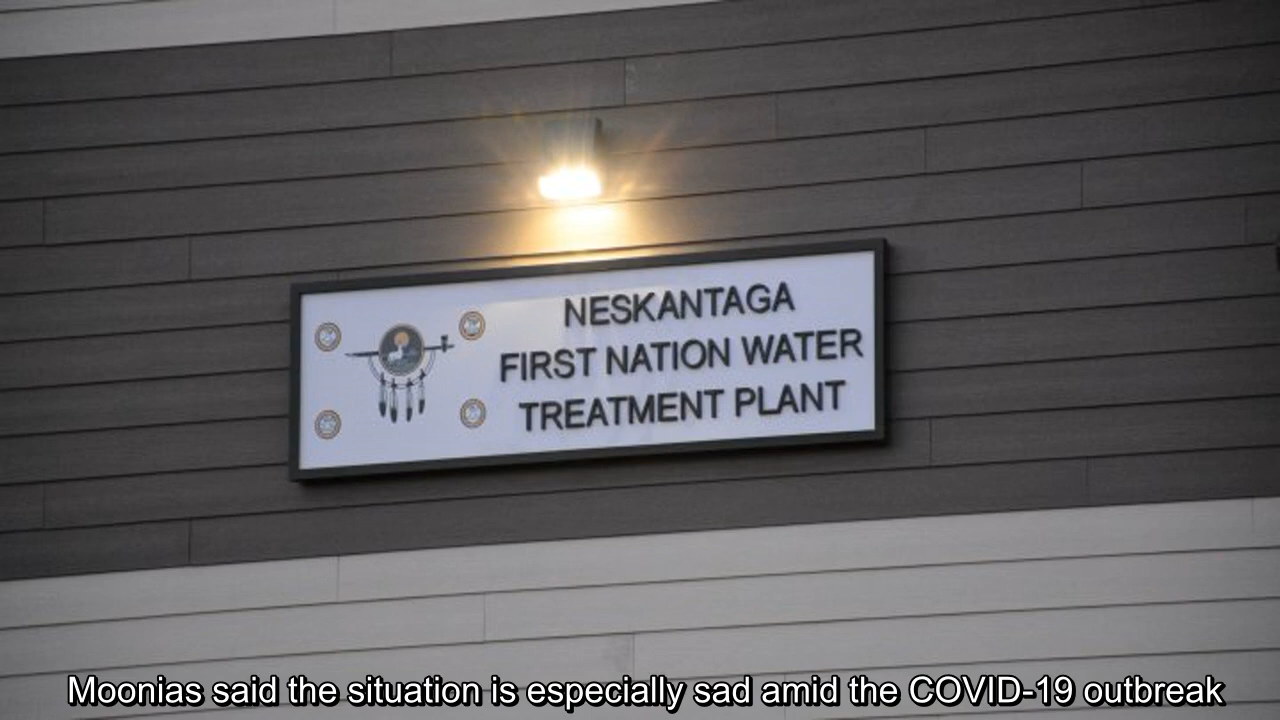 NESKANTAGA
FIRST NATION WATER
TREATMENT PLANT
Moonias said the situation is especially sad amid the COVID-19 outbreak